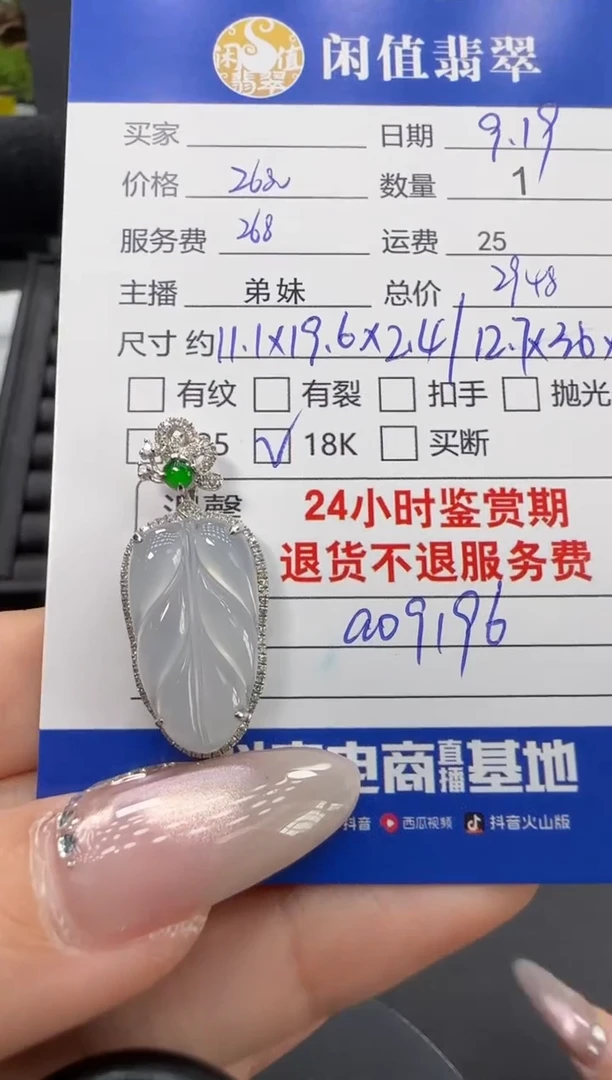 闲值翡翠
闲值翡翠
买家 日期 9.19
价格 数量 1
服务费 268 运费 25
主播 弟妹 总价 2948
尺寸 约 11.1x19.6x2.4/12.7x36x
有纹 有裂 扣手 抛光
5 18K 买断
24小时鉴赏期
退货不退服务费
a09196
电商直播基地
抖音 西瓜视频 抖音火山版